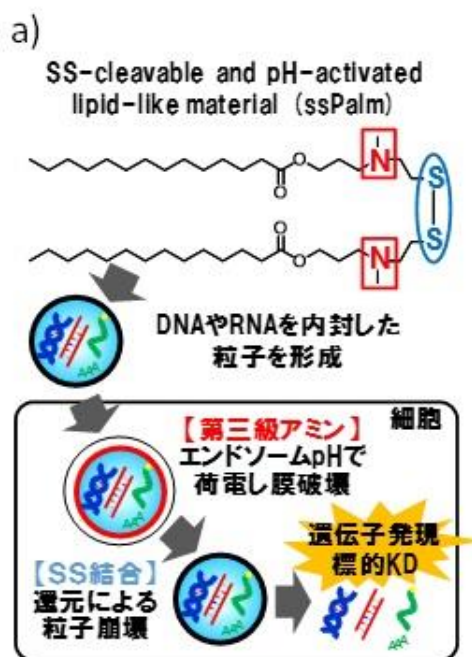 a)
SS-cleavable and pH-activated
lipid-like material (ssPalm)
N
O
O
S
S
O
O
N
DNAやRNAを内封した
粒子を形成
細胞
【第三級アミン】
エンドソームpHで
荷電し膜破壊
遺伝子発現
標的KD
【SS結合】
還元による
粒子崩壊